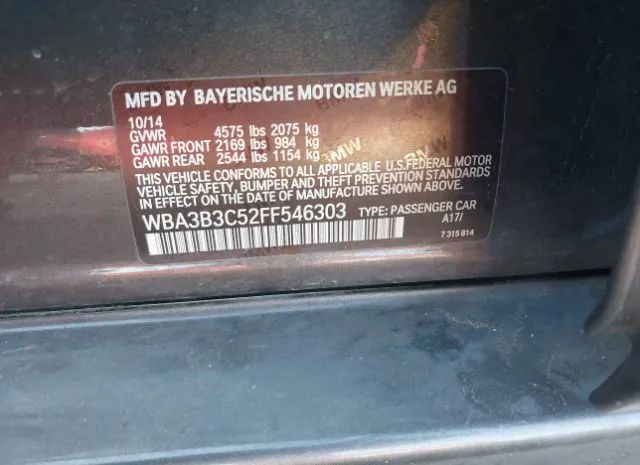 MFD BY BAYERISCHE MOTOREN WERKE AG
10/14
GVWR 4575 lbs 2075 kg
GAWR FRONT 2169 lbs 984 kg
GAWR REAR 2544 lbs 1154 kg
THIS VEHICLE CONFORMS TO ALL APPLICABLE U.S. FEDERAL MOTOR
VEHICLE SAFETY, BUMPER AND THEFT PREVENTION STANDARDS
IN EFFECT ON THE DATE OF MANUFACTURE SHOWN ABOVE.
WBA3B3C52FF546303 TYPE: PASSENGER CAR
A17/
7 315 814